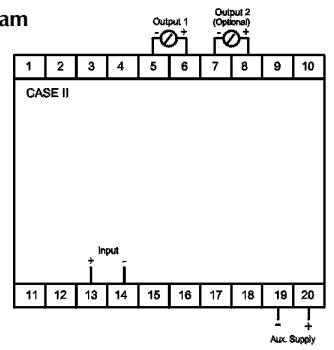 am
Output 1
Output 2
(Optional)
- +
- +
1 2 3 4 5 6 7 8 9 10
CASE II
Input
+ -
11 12 13 14 15 16 17 18 19 20
- +
Aux. Supply